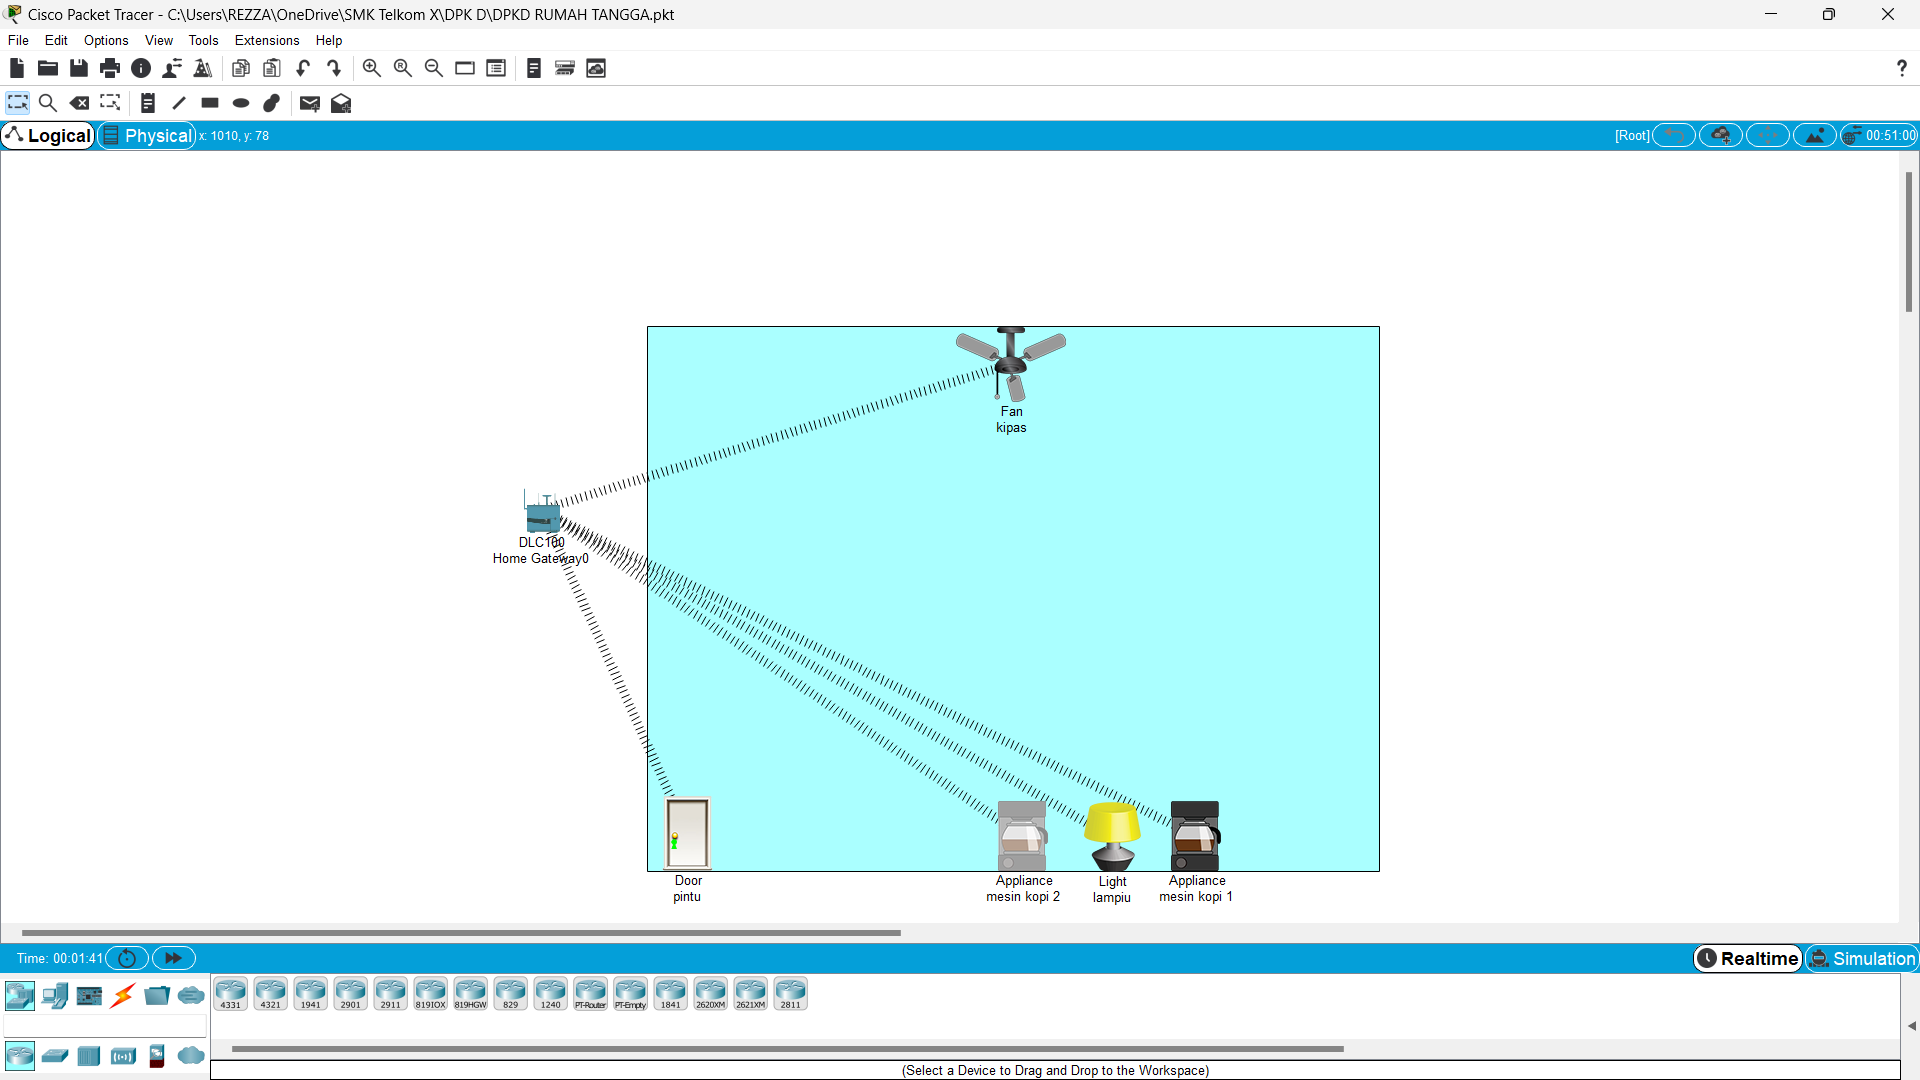 Cisco Packet Tracer - C:\Users\REZZA\OneDrive\SMK Telkom X\DPK D\DPKD RUMAH TANGGA.pkt
File Edit Options View Tools Extensions Help
?
Logical Physical x: 1010, y: 78 [Root] 00:51:00
Fan
kipas
DLC100
Home Gateway0
Door
pintu
Appliance
mesin kopi 2
Light
lampiu
Appliance
mesin kopi 1
Time: 00:01:41 Realtime Simulation
4331 4321 1941 2901 2911 819IOX 819HGW 829 1240 PT-Router PT-Empty 1841 2620XM 2621XM 2811
(Select a Device to Drag and Drop to the Workspace)